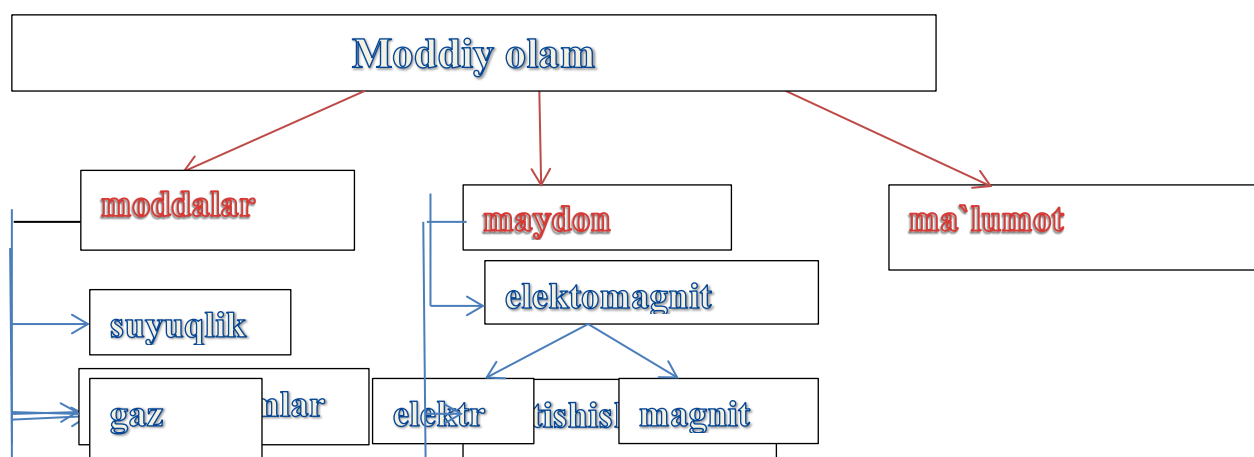 Moddiy olam
moddalar
maydon
ma`lumot
elektomagnit
suyuqlik
gaz
elektr
magnit